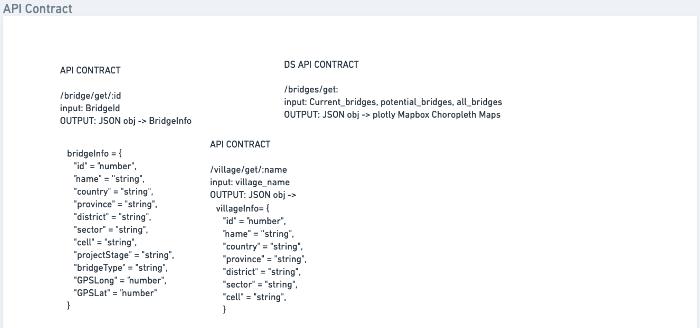 API Contract
API CONTRACT
/bridge/get/:id
input: BridgeId
OUTPUT: JSON obj -> BridgeInfo
bridgeInfo = {
"id" = "number",
"name" = "string",
"country" = "string",
"province" = "string",
"district" = "string",
"sector" = "string",
"cell" = "string",
"projectStage" = "string",
"bridgeType" = "string",
"GPSLong" = "number",
"GPSLat" = "number"
}
DS API CONTRACT
/bridges/get:
input: Current_bridges, potential_bridges, all_bridges
OUTPUT: JSON obj -> plotly Mapbox Choropleth Maps
API CONTRACT
/village/get/:name
input: village_name
OUTPUT: JSON obj ->
villageInfo= {
"id" = "number",
"name" = "string",
"country" = "string",
"province" = "string",
"district" = "string",
"sector" = "string",
"cell" = "string",
}